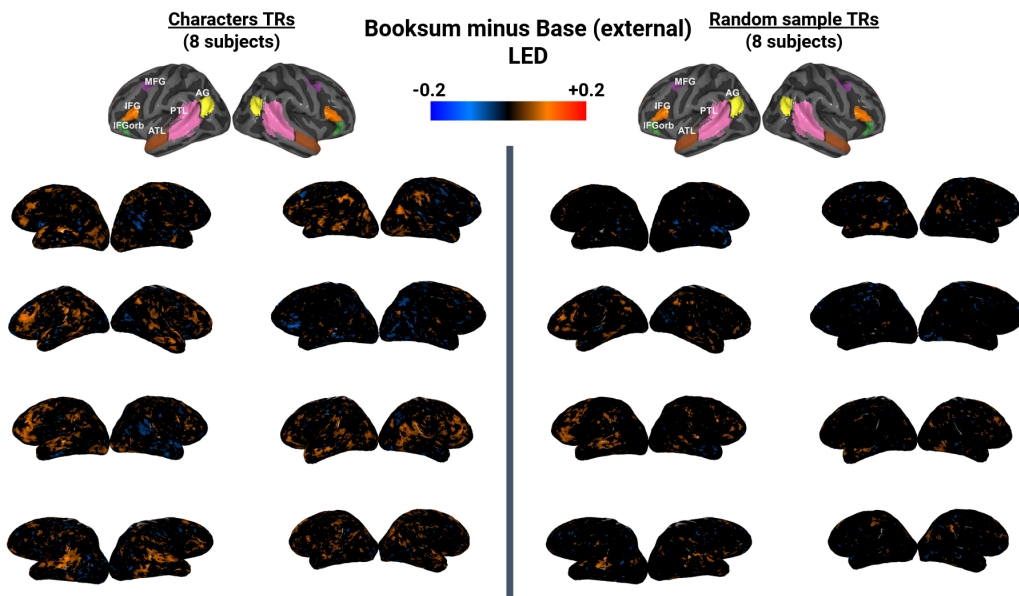 Characters TRs
(8 subjects)
Booksum minus Base (external)
LED
Random sample TRs
(8 subjects)
-0.2
+0.2
MFG
AG
IFG
PTL
IFGorb
ATL
MFG
AG
IFG
PTL
IFGorb
ATL